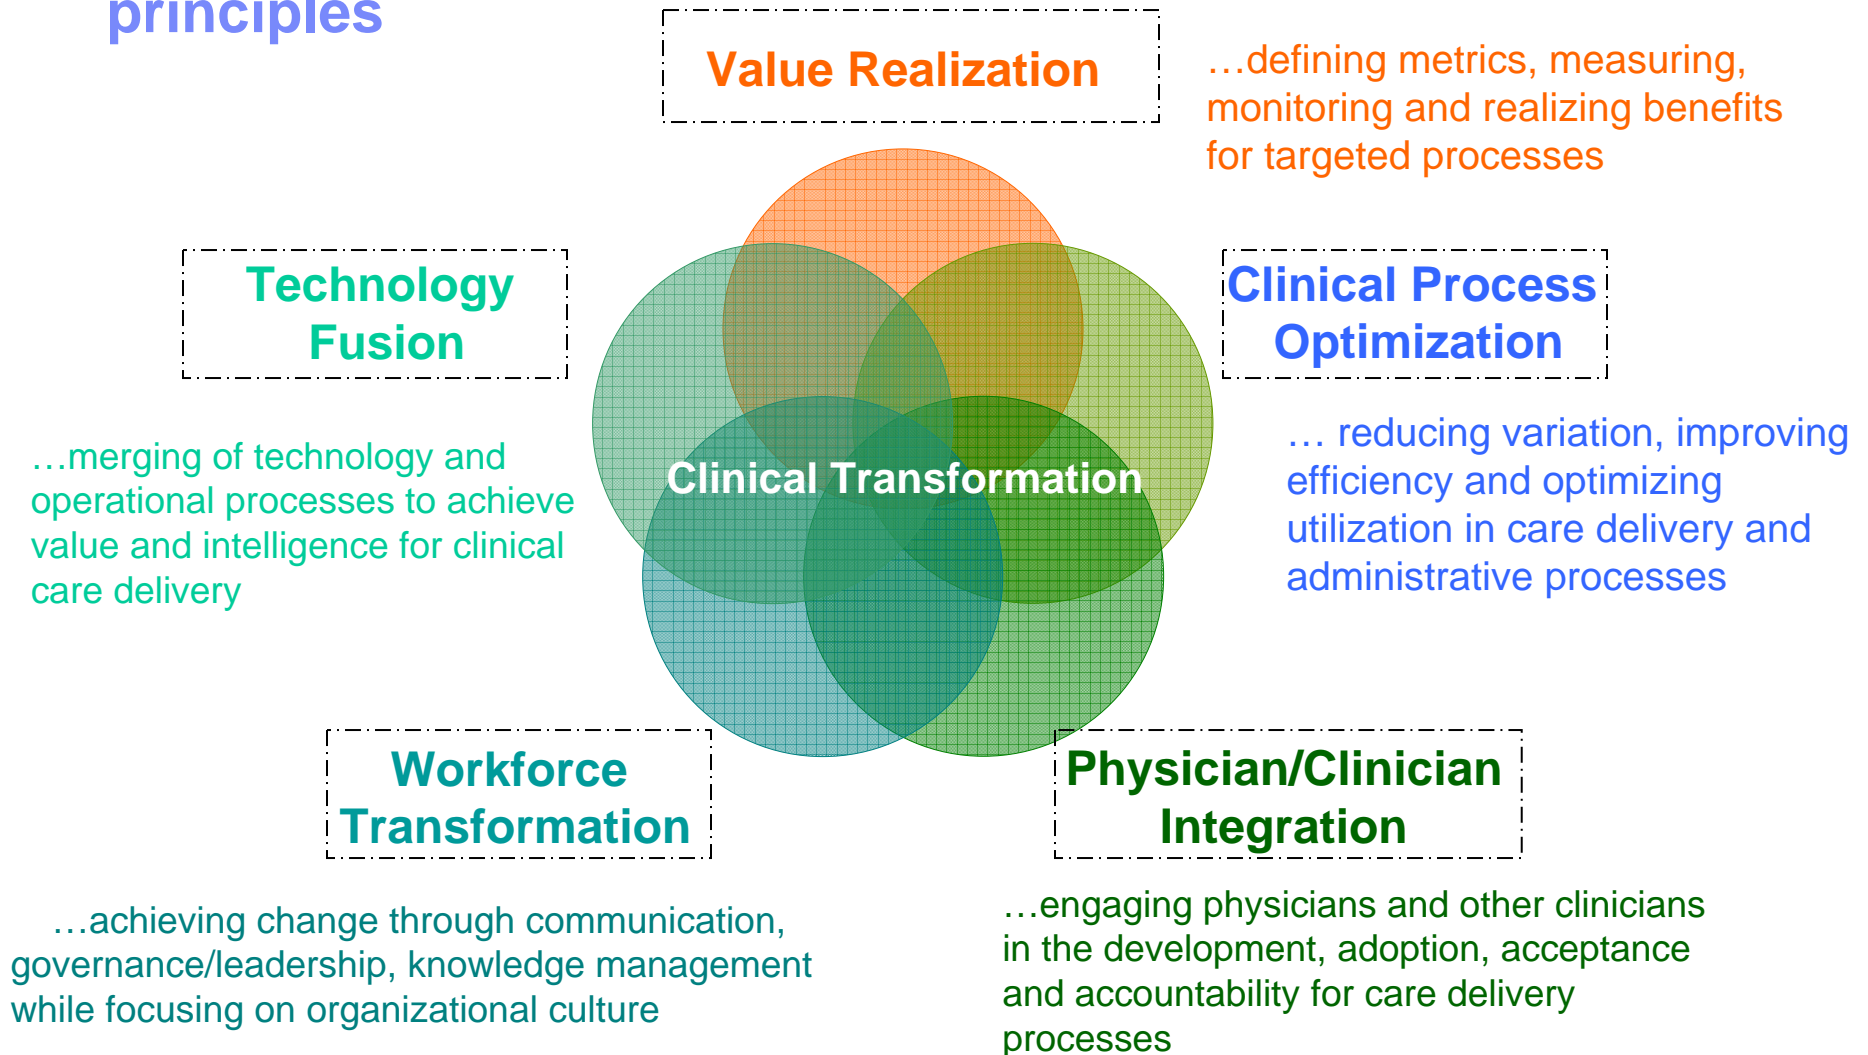 principles
Value Realization
…defining metrics, measuring,
monitoring and realizing benefits
for targeted processes
Technology
Fusion
Clinical Process
Optimization
…merging of technology and
operational processes to achieve
value and intelligence for clinical
care delivery
Clinical Transformation
… reducing variation, improving
efficiency and optimizing
utilization in care delivery and
administrative processes
Workforce
Transformation
Physician/Clinician
Integration
…achieving change through communication,
governance/leadership, knowledge management
while focusing on organizational culture
…engaging physicians and other clinicians
in the development, adoption, acceptance
and accountability for care delivery
processes